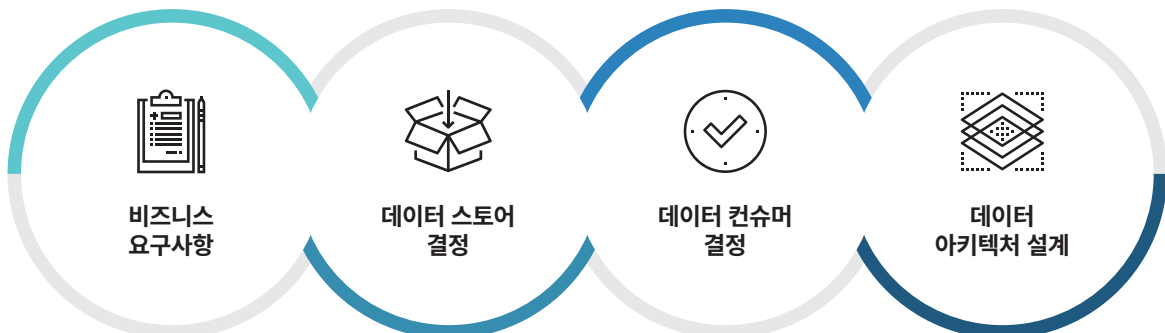 비즈니스
요구사항
데이터 스토어
결정
데이터 컨슈머
결정
데이터
아키텍처 설계